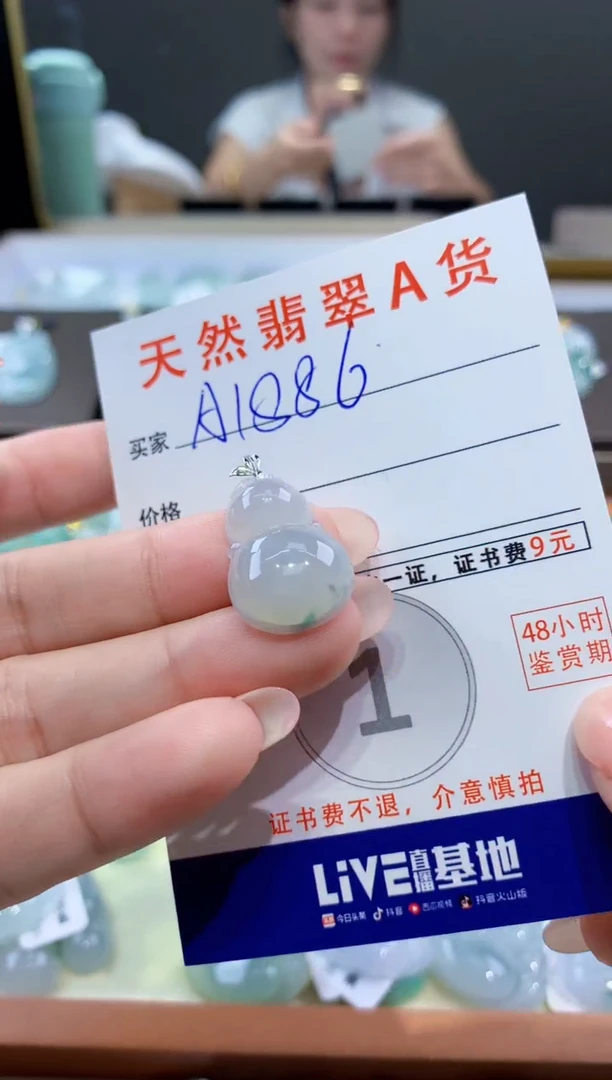 天然翡翠A货
买家 A1886
价格
一证，证书费9元
48小时
鉴赏期
1
证书费不退，介意慎拍
LiVE直播基地
今日头条 抖音 西瓜视频 抖音火山版